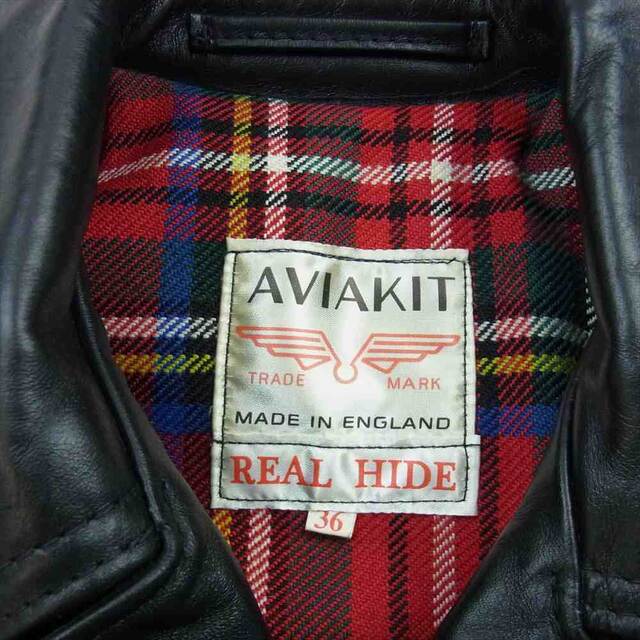 AVIAKIT
TRADE MARK
MADE IN ENGLAND
REAL HIDE
36